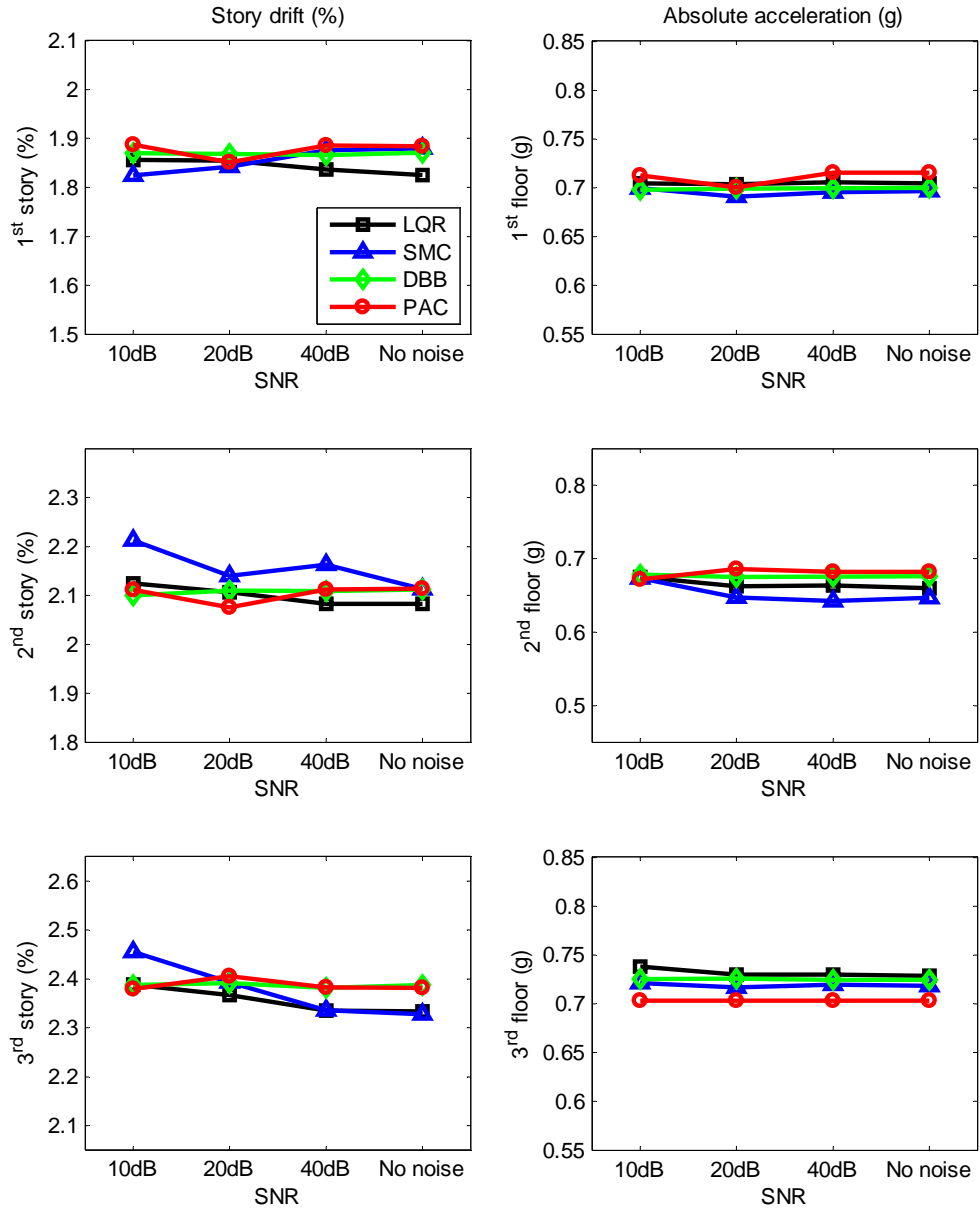 Story drift (%)
2.1
2
1.9
1.8
1.7
1.6
1.5
1st story (%)
LQR
SMC
DBB
PAC
10dB 20dB 40dB No noise
SNR
Absolute acceleration (g)
0.85
0.8
0.75
0.7
0.65
0.6
0.55
1st floor (g)
10dB 20dB 40dB No noise
SNR
2.3
2.2
2.1
2
1.9
1.8
2nd story (%)
10dB 20dB 40dB No noise
SNR
0.8
0.7
0.6
0.5
2nd floor (g)
10dB 20dB 40dB No noise
SNR
2.6
2.5
2.4
2.3
2.2
2.1
3rd story (%)
10dB 20dB 40dB No noise
SNR
0.85
0.8
0.75
0.7
0.65
0.6
0.55
3rd floor (g)
10dB 20dB 40dB No noise
SNR